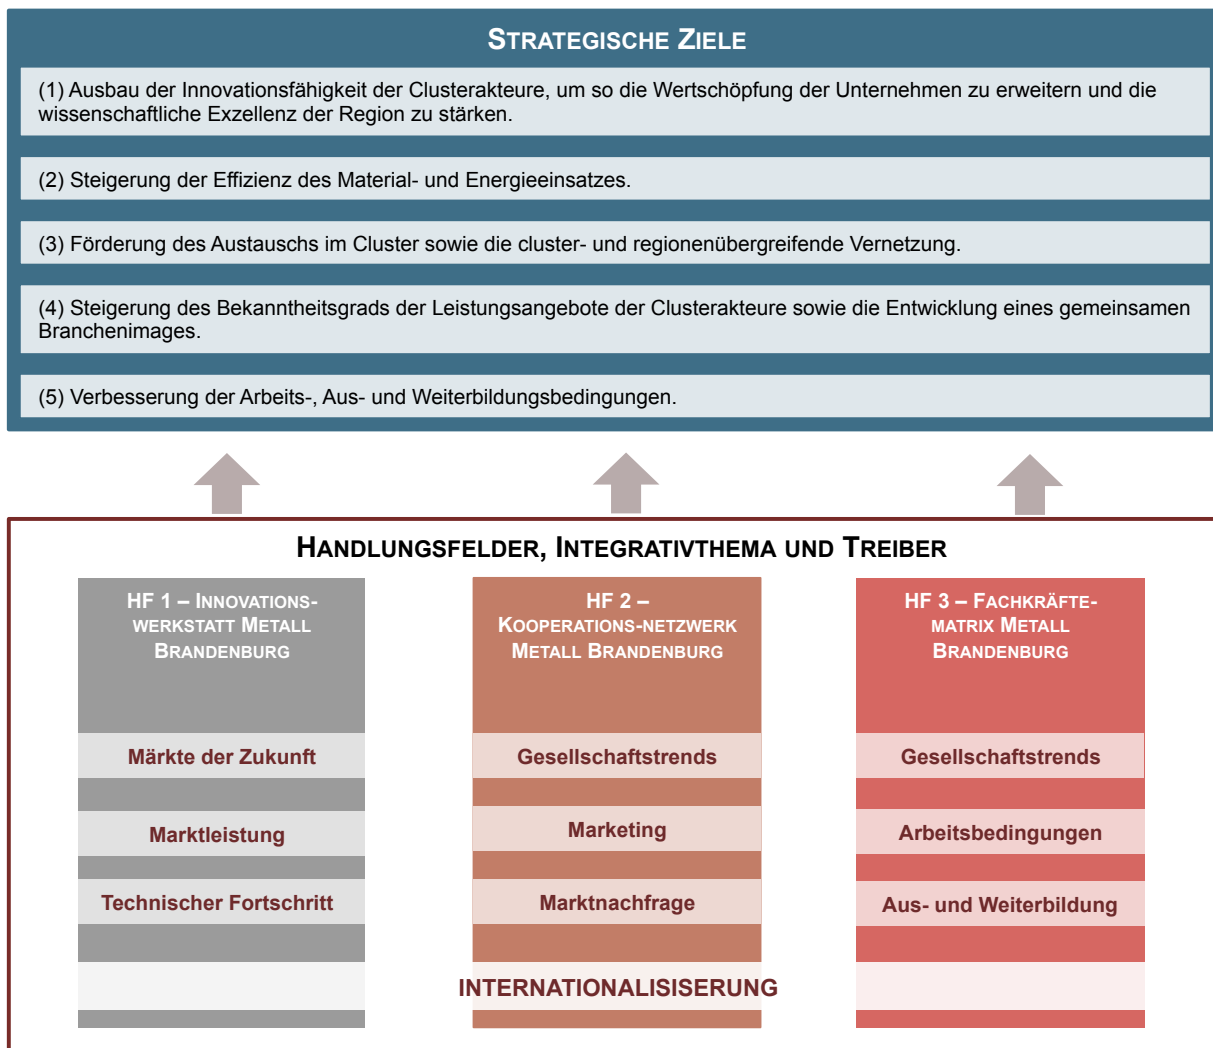 STRATEGISCHE ZIELE
(1) Ausbau der Innovationsfähigkeit der Clusterakteure, um so die Wertschöpfung der Unternehmen zu erweitern und die
wissenschaftliche Exzellenz der Region zu stärken.
(2) Steigerung der Effizienz des Material- und Energieeinsatzes.
(3) Förderung des Austauschs im Cluster sowie die cluster- und regionenübergreifende Vernetzung.
(4) Steigerung des Bekanntheitsgrads der Leistungsangebote der Clusterakteure sowie die Entwicklung eines gemeinsamen
Branchenimages.
(5) Verbesserung der Arbeits-, Aus- und Weiterbildungsbedingungen.
HANDLUNGSFELDER, INTEGRATIVTHEMA UND TREIBER
HF 1 – INNOVATIONS-
WERKSTATT METALL
BRANDENBURG
Märkte der Zukunft
Marktleistung
Technischer Fortschritt
HF 2 –
KOOPERATIONS-NETZWERK
METALL BRANDENBURG
Gesellschaftstrends
Marketing
Marktnachfrage
HF 3 – FACHKRÄFTE-
MATRIX METALL
BRANDENBURG
Gesellschaftstrends
Arbeitsbedingungen
Aus- und Weiterbildung
INTERNATIONALISISERUNG